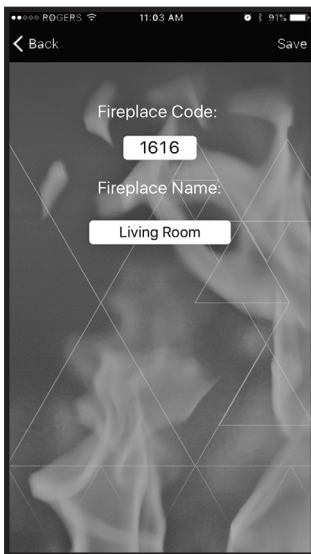 ROGERS 11:03 AM 91%
Back Save
Fireplace Code:
1616
Fireplace Name:
Living Room